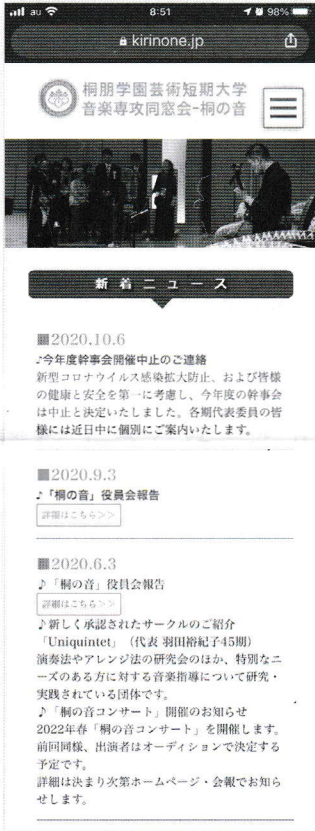 au 8:51 98%
kirinone.jp
桐朋学園芸術短期大学
音楽専攻同窓会-桐の音
新着ニュース
■2020.10.6
♪今年度幹事会開催中止のご連絡
新型コロナウイルス感染拡大防止、および皆様
の健康と安全を第一に考慮し、今年度の幹事会
は中止と決定いたしました。各期代表委員の皆
様には近日中に個別にご案内いたします。
■2020.9.3
♪「桐の音」役員会報告
詳細はこちら>>
■2020.6.3
♪「桐の音」役員会報告
詳細はこちら>>
♪新しく承認されたサークルのご紹介
「Uniquintet」（代表 羽田裕紀子45期）
演奏法やアレンジ法の研究会のほか、特別なニ
ーズのある方に対する音楽指導について研究・
実践されている団体です。
♪「桐の音コンサート」開催のお知らせ
2022年春「桐の音コンサート」を開催します。
前回同様、出演者はオーディションで決定する
予定です。
詳細は決まり次第ホームページ・会報でお知ら
せします。